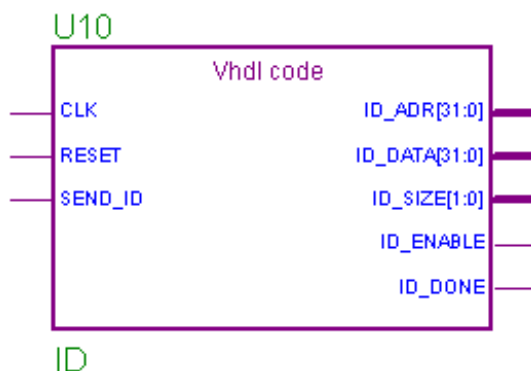 U10
Vhdl code
CLK ID_ADR[31:0]
RESET ID_DATA[31:0]
SEND_ID ID_SIZE[1:0]
ID_ENABLE
ID_DONE
ID